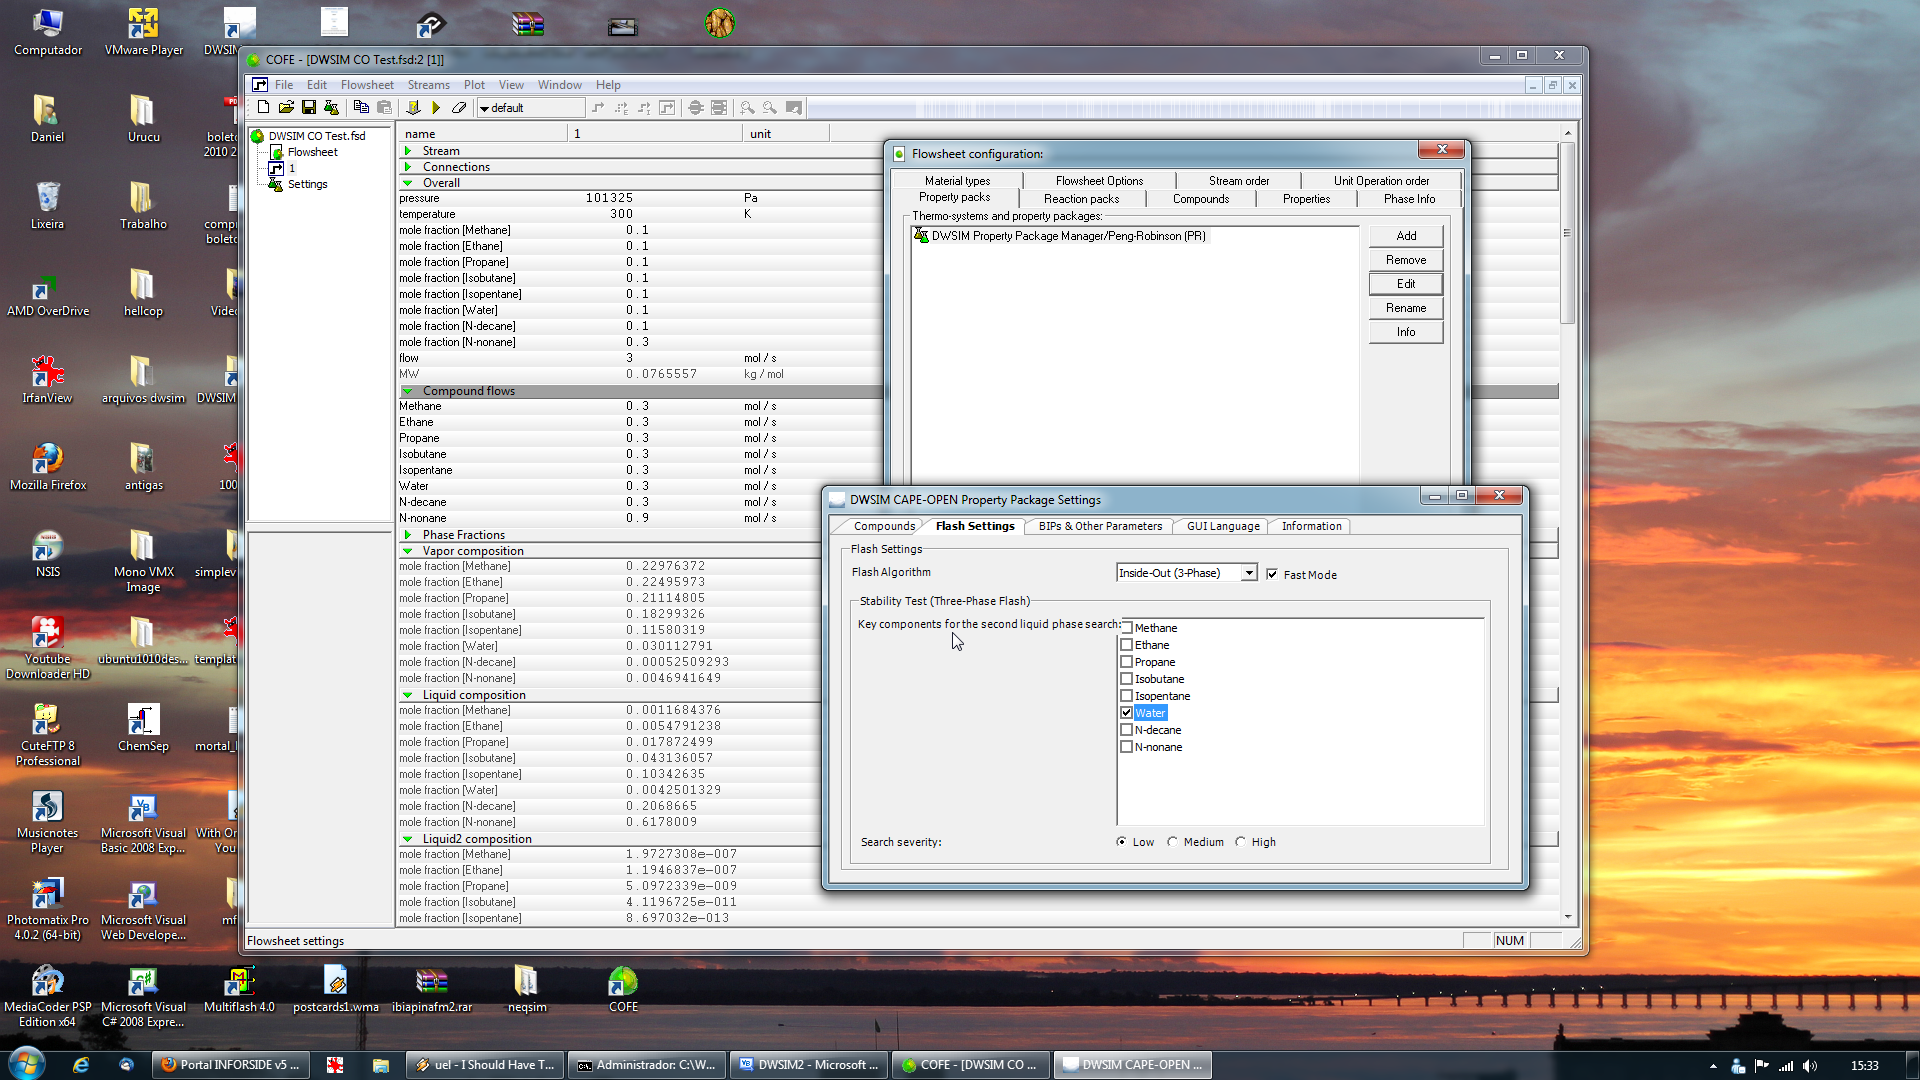 Computador
VMware Player
DWSIM
COFE - [DWSIM CO Test.fsd:2 [1]]
File Edit Flowsheet Streams Plot View Window Help
default
Daniel
Urucu
boleto
2010 2
Lixeira
Trabalho
compr
boleto
AMD OverDrive
hellcop
Video
IrfanView
arquivos dwsim
DWSIM
Mozilla Firefox
antigas
100
NSIS
Mono VMX
Image
simplev
Youtube
Downloader HD
ubuntu1010des...
templat
CuteFTP 8
Professional
ChemSep
mortal_
Musicnotes
Player
Microsoft Visual
Basic 2008 Exp...
With Or
You
Photomatix Pro
4.0.2 (64-bit)
Microsoft Visual
Web Develope...
mf
MediaCoder PSP
Edition x64
Microsoft Visual
C# 2008 Expre...
Multiflash 4.0
postcards1.wma
ibiapinafm2.rar
neqsim
COFE
DWSIM CO Test.fsd
Flowsheet
1
Settings
name 1 unit
Stream
Connections
Overall
pressure 101325 Pa
temperature 300 K
mole fraction [Methane] 0.1
mole fraction [Ethane] 0.1
mole fraction [Propane] 0.1
mole fraction [Isobutane] 0.1
mole fraction [Isopentane] 0.1
mole fraction [Water] 0.1
mole fraction [N-decane] 0.1
mole fraction [N-nonane] 0.3
flow 3 mol / s
MW 0.0765557 kg / mol
Compound flows
Methane 0.3 mol / s
Ethane 0.3 mol / s
Propane 0.3 mol / s
Isobutane 0.3 mol / s
Isopentane 0.3 mol / s
Water 0.3 mol / s
N-decane 0.3 mol / s
N-nonane 0.9 mol / s
Phase Fractions
Vapor composition
mole fraction [Methane] 0.22976372
mole fraction [Ethane] 0.22495973
mole fraction [Propane] 0.21114805
mole fraction [Isobutane] 0.18299326
mole fraction [Isopentane] 0.11580319
mole fraction [Water] 0.030112791
mole fraction [N-decane] 0.00052509293
mole fraction [N-nonane] 0.0046941649
Liquid composition
mole fraction [Methane] 0.0011684376
mole fraction [Ethane] 0.0054791238
mole fraction [Propane] 0.017872499
mole fraction [Isobutane] 0.043136057
mole fraction [Isopentane] 0.10342635
mole fraction [Water] 0.0042501329
mole fraction [N-decane] 0.2068665
mole fraction [N-nonane] 0.6178009
Liquid2 composition
mole fraction [Methane] 1.9727308e-007
mole fraction [Ethane] 1.1946837e-007
mole fraction [Propane] 5.0972339e-009
mole fraction [Isobutane] 4.1196725e-011
mole fraction [Isopentane] 8.697032e-013
Flowsheet settings
NUM
Flowsheet configuration:
Material types Flowsheet Options Stream order Unit Operation order
Property packs Reaction packs Compounds Properties Phase Info
Thermo-systems and property packages:
DWSIM Property Package Manager/Peng-Robinson (PR)
Add
Remove
Edit
Rename
Info
DWSIM CAPE-OPEN Property Package Settings
Compounds Flash Settings BIPs & Other Parameters GUI Language Information
Flash Settings
Flash Algorithm Inside-Out (3-Phase) Fast Mode
Stability Test (Three-Phase Flash)
Key components for the second liquid phase search:
Methane
Ethane
Propane
Isobutane
Isopentane
Water
N-decane
N-nonane
Search severity: Low Medium High
Portal INFORSIDE v5 ...
uel - I Should Have T...
Administrador: C:\W...
DWSIM2 - Microsoft ...
COFE - [DWSIM CO ...
DWSIM CAPE-OPEN ...
15:33